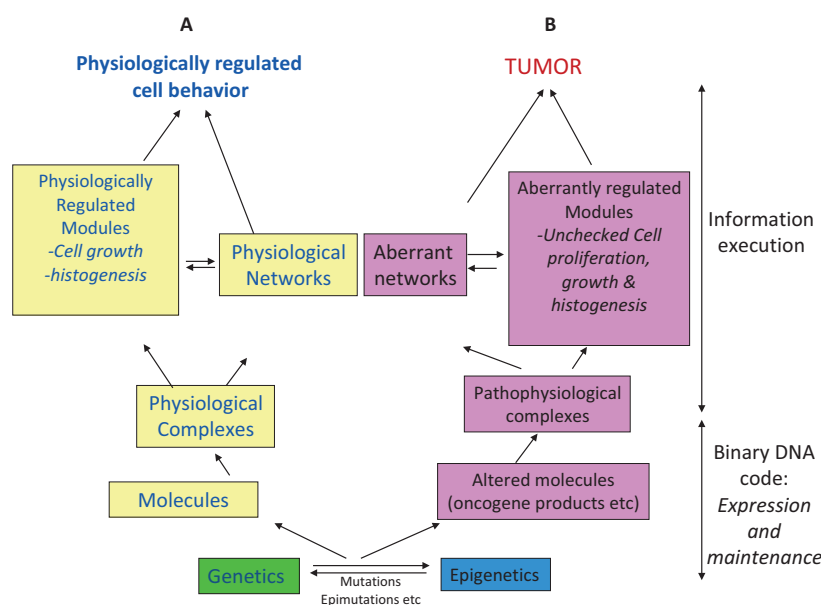 A
B
Physiologically regulated
cell behavior
TUMOR
Physiologically
Regulated
Modules
-Cell growth
-histogenesis
Physiological
Networks
Aberrant
networks
Aberrantly regulated
Modules
-Unchecked Cell
proliferation,
growth &
histogenesis
Information
execution
Physiological
Complexes
Pathophysiological
complexes
Molecules
Altered molecules
(oncogene products etc)
Binary DNA
code:
Expression
and
maintenance
Genetics
Mutations
Epimutations etc
Epigenetics